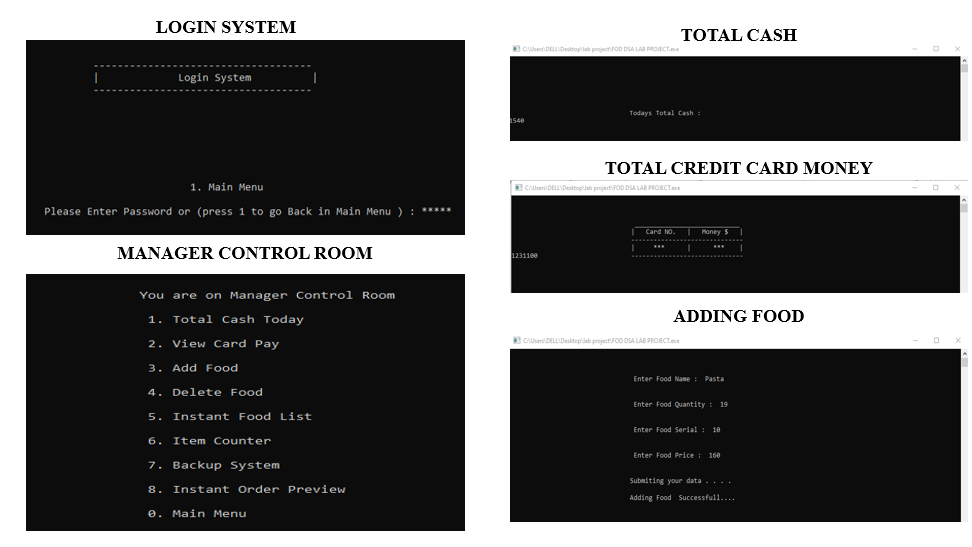 LOGIN SYSTEM
Login System
1. Main Menu
Please Enter Password or (press 1 to go Back in Main Menu ) : *****
MANAGER CONTROL ROOM
You are on Manager Control Room
1. Total Cash Today
2. View Card Pay
3. Add Food
4. Delete Food
5. Instant Food List
6. Item Counter
7. Backup System
8. Instant Order Preview
0. Main Menu
TOTAL CASH
C:\Users\DELL\Desktop\lab project\FOD DSA LAB PROJECT.exe
Todays Total Cash :
1540
TOTAL CREDIT CARD MONEY
C:\Users\DELL\Desktop\lab project\FOD DSA LAB PROJECT.exe
| Card NO. | Money $ |
| *** | *** |
1231100
ADDING FOOD
C:\Users\DELL\Desktop\lab project\FOD DSA LAB PROJECT.exe
Enter Food Name : Pasta
Enter Food Quantity : 19
Enter Food Serial : 10
Enter Food Price : 160
Submiting your data . . . .
Adding Food Successfull....